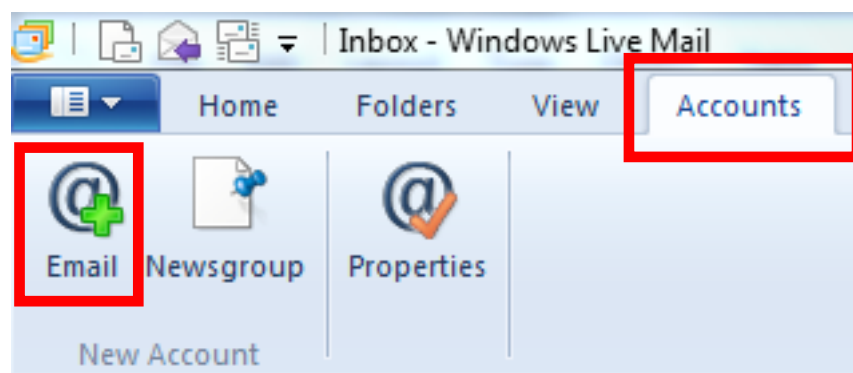 Inbox - Windows Live Mail
Home Folders View Accounts
Email Newsgroup Properties
New Account